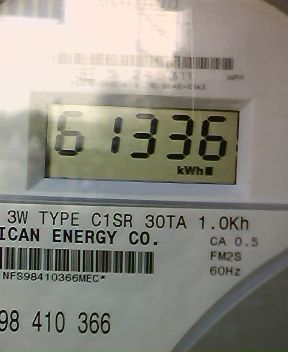 61336
kWh
3W TYPE C1SR 30TA 1.0Kh
ICAN ENERGY CO.
CA 0.5
FM2S
60Hz
NFS98410366MEC*
98 410 366